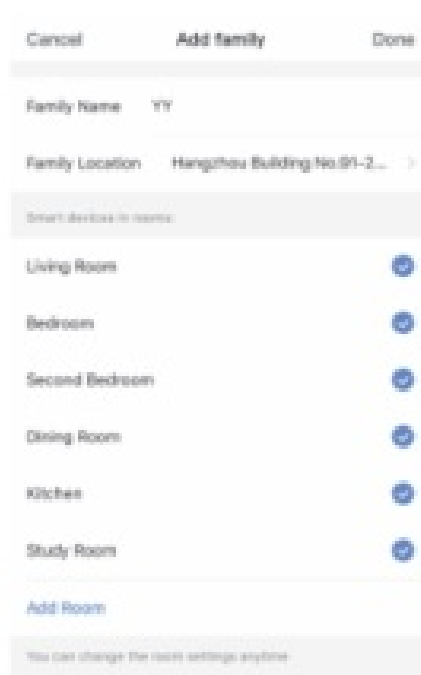 Cancel Add family Done
Family Name YY
Family Location Hangzhou Building No.B1-2...
Smart devices in rooms
Living Room
Bedroom
Second Bedroom
Dining Room
Kitchen
Study Room
Add Room
You can change the room settings anytime